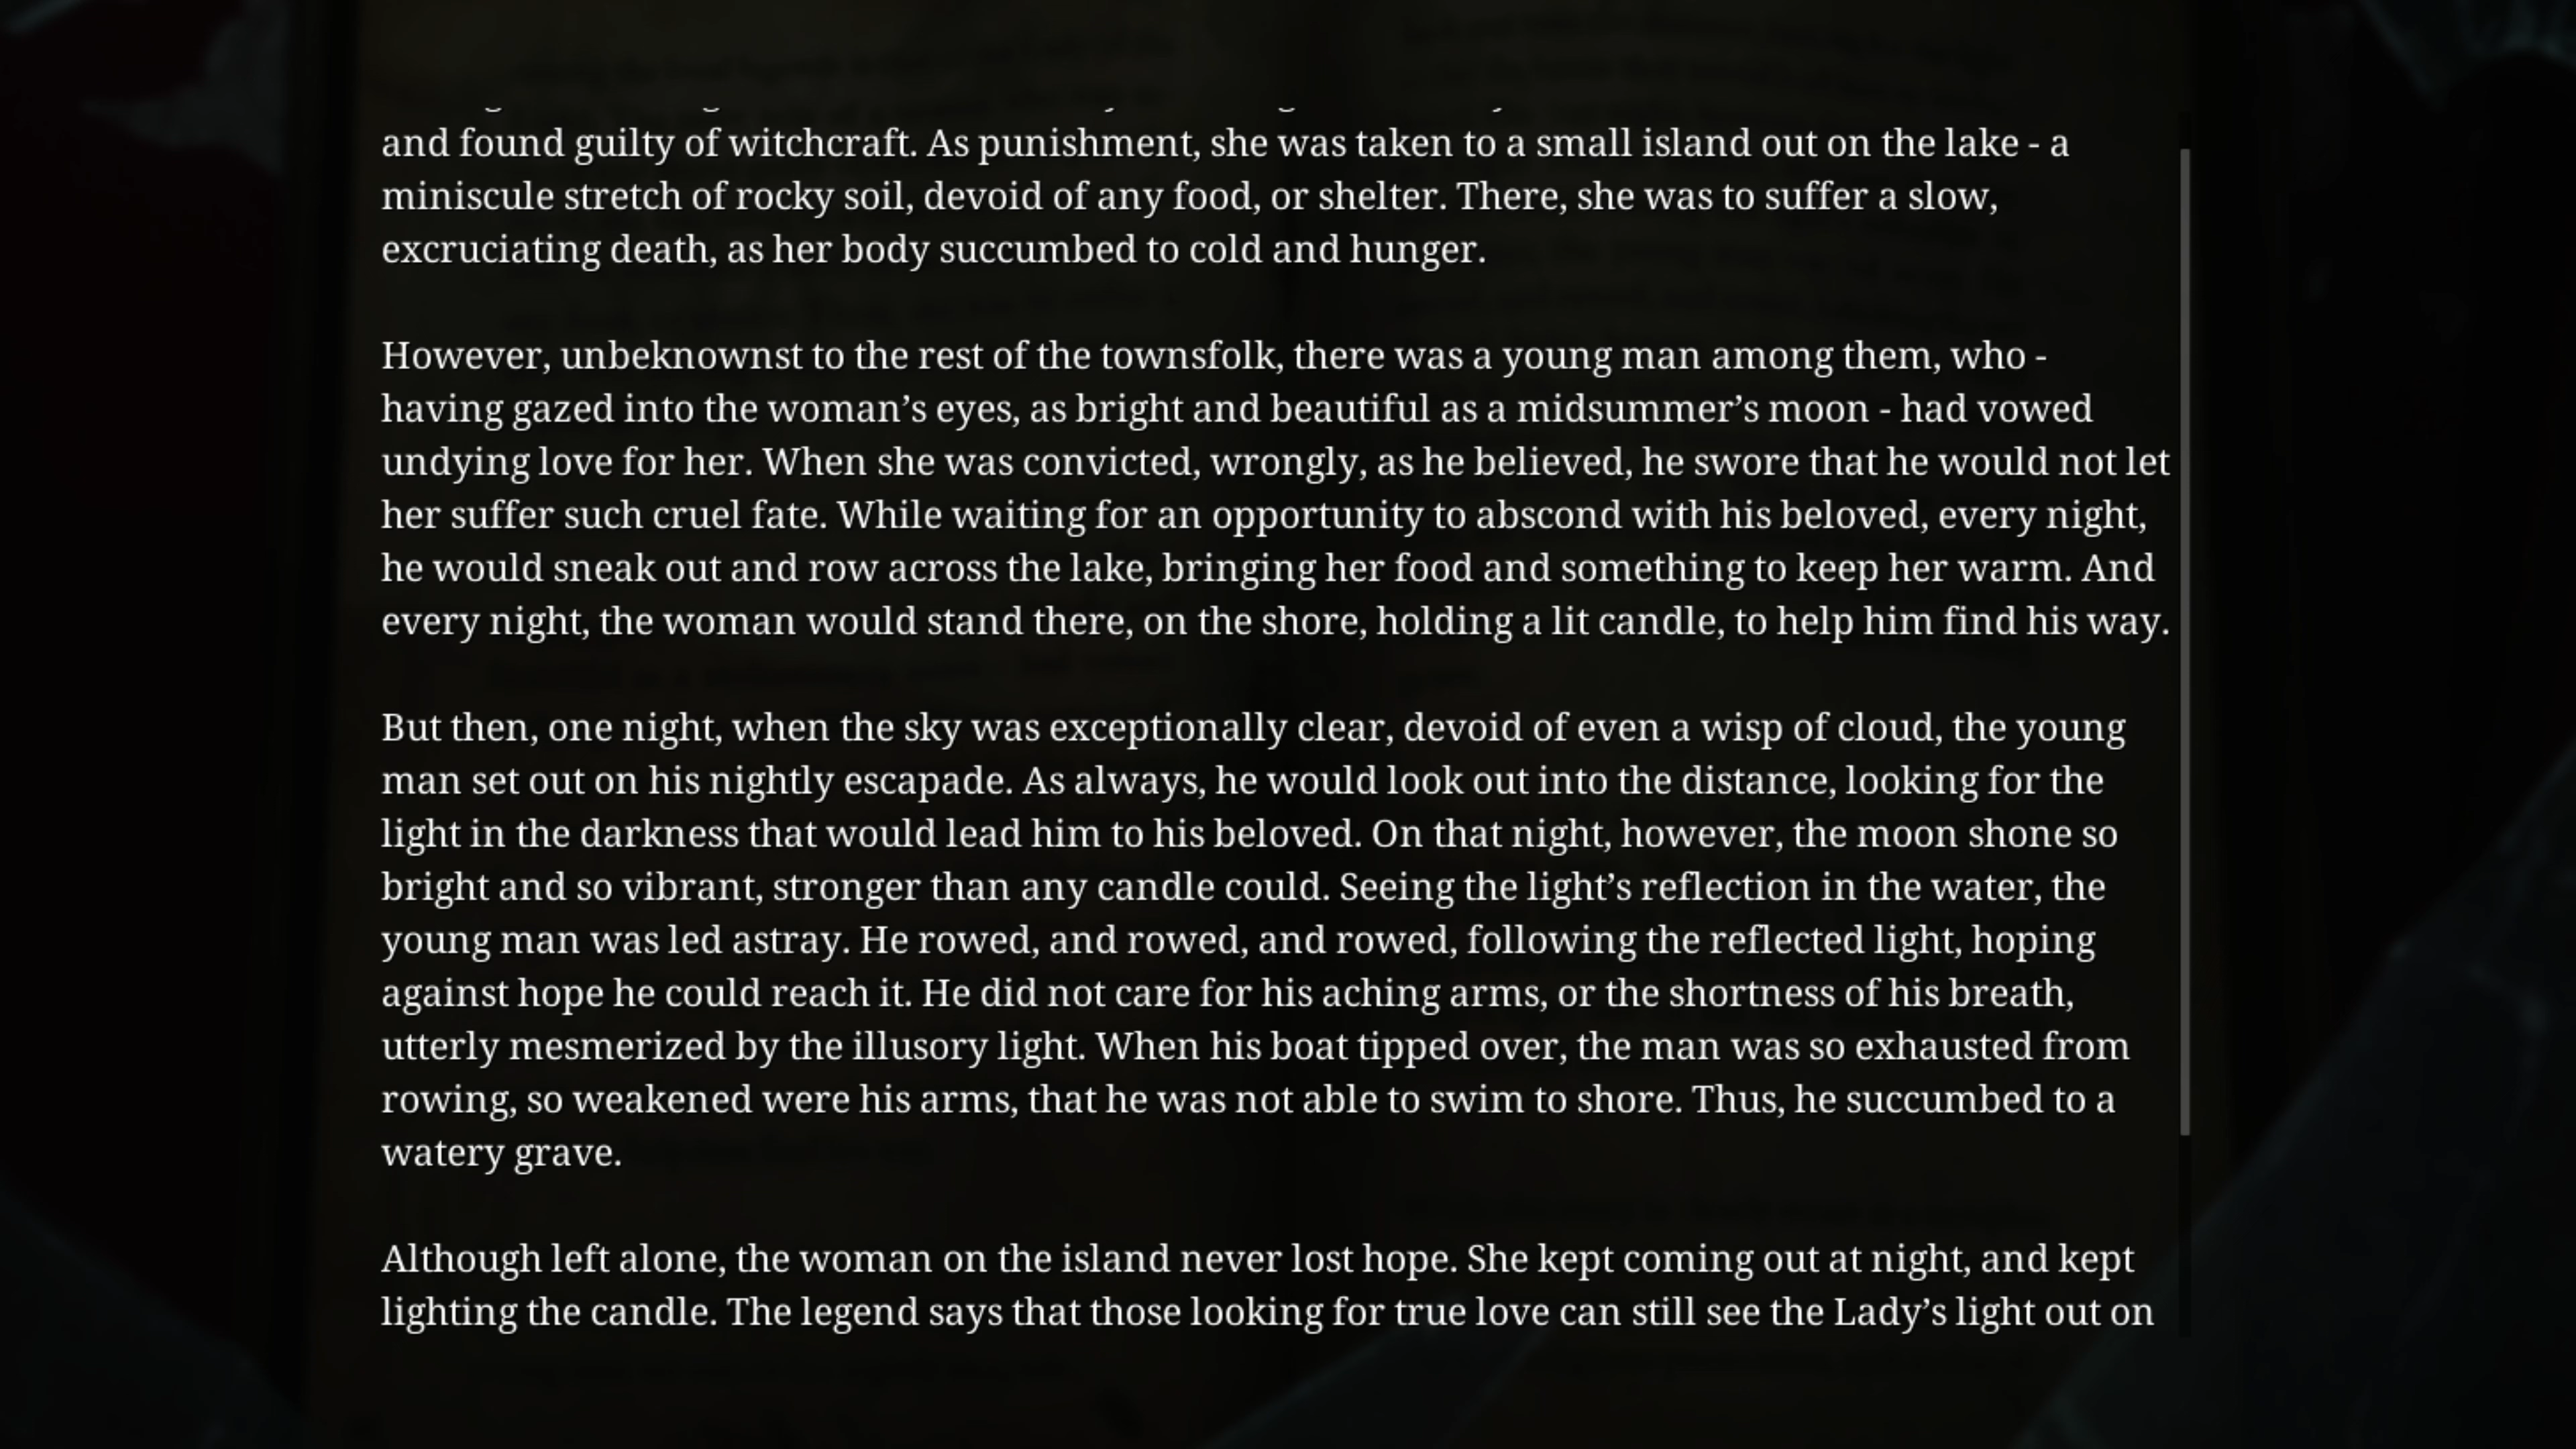 and found guilty of witchcraft. As punishment, she was taken to a small island out on the lake - a
miniscule stretch of rocky soil, devoid of any food, or shelter. There, she was to suffer a slow,
excruciating death, as her body succumbed to cold and hunger.
However, unbeknownst to the rest of the townsfolk, there was a young man among them, who -
having gazed into the woman’s eyes, as bright and beautiful as a midsummer’s moon - had vowed
undying love for her. When she was convicted, wrongly, as he believed, he swore that he would not let
her suffer such cruel fate. While waiting for an opportunity to abscond with his beloved, every night,
he would sneak out and row across the lake, bringing her food and something to keep her warm. And
every night, the woman would stand there, on the shore, holding a lit candle, to help him find his way.
But then, one night, when the sky was exceptionally clear, devoid of even a wisp of cloud, the young
man set out on his nightly escapade. As always, he would look out into the distance, looking for the
light in the darkness that would lead him to his beloved. On that night, however, the moon shone so
bright and so vibrant, stronger than any candle could. Seeing the light’s reflection in the water, the
young man was led astray. He rowed, and rowed, and rowed, following the reflected light, hoping
against hope he could reach it. He did not care for his aching arms, or the shortness of his breath,
utterly mesmerized by the illusory light. When his boat tipped over, the man was so exhausted from
rowing, so weakened were his arms, that he was not able to swim to shore. Thus, he succumbed to a
watery grave.
Although left alone, the woman on the island never lost hope. She kept coming out at night, and kept
lighting the candle. The legend says that those looking for true love can still see the Lady’s light out on